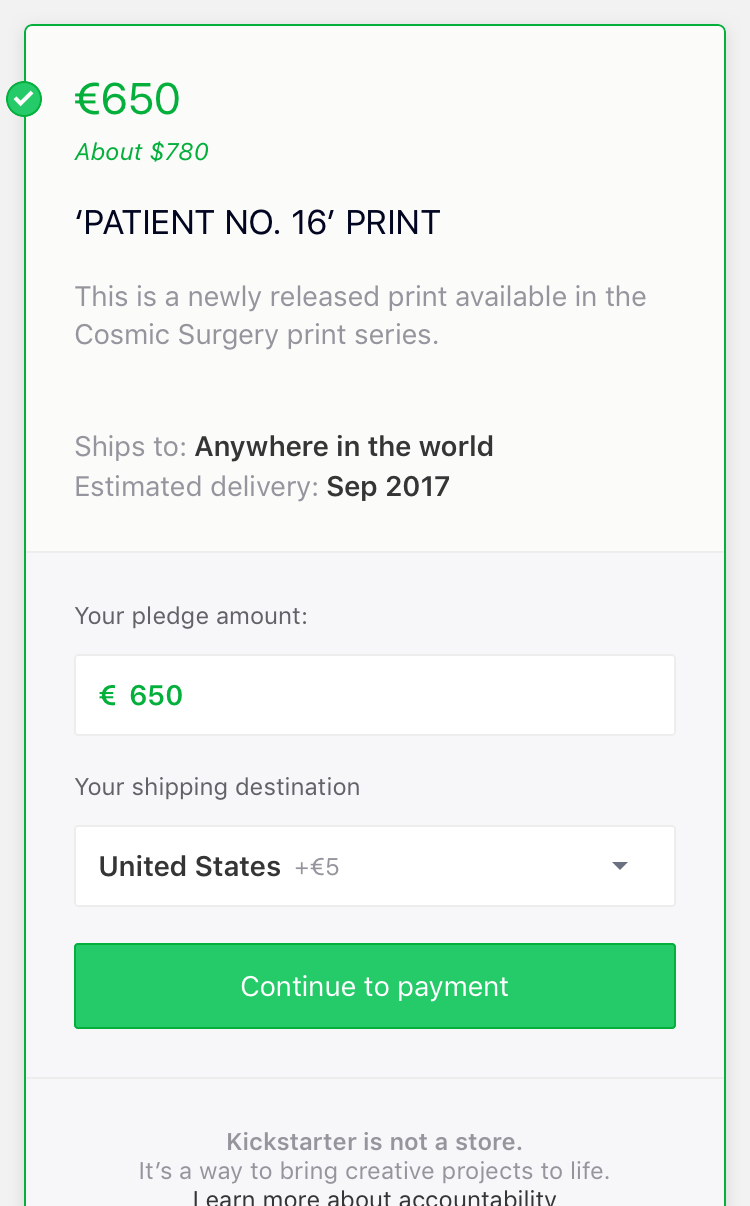 €650
About $780
‘PATIENT NO. 16’ PRINT
This is a newly released print available in the
Cosmic Surgery print series.
Ships to: Anywhere in the world
Estimated delivery: Sep 2017
Your pledge amount:
€ 650
Your shipping destination
United States +€5
Continue to payment
Kickstarter is not a store.
It’s a way to bring creative projects to life.
Learn more about accountability